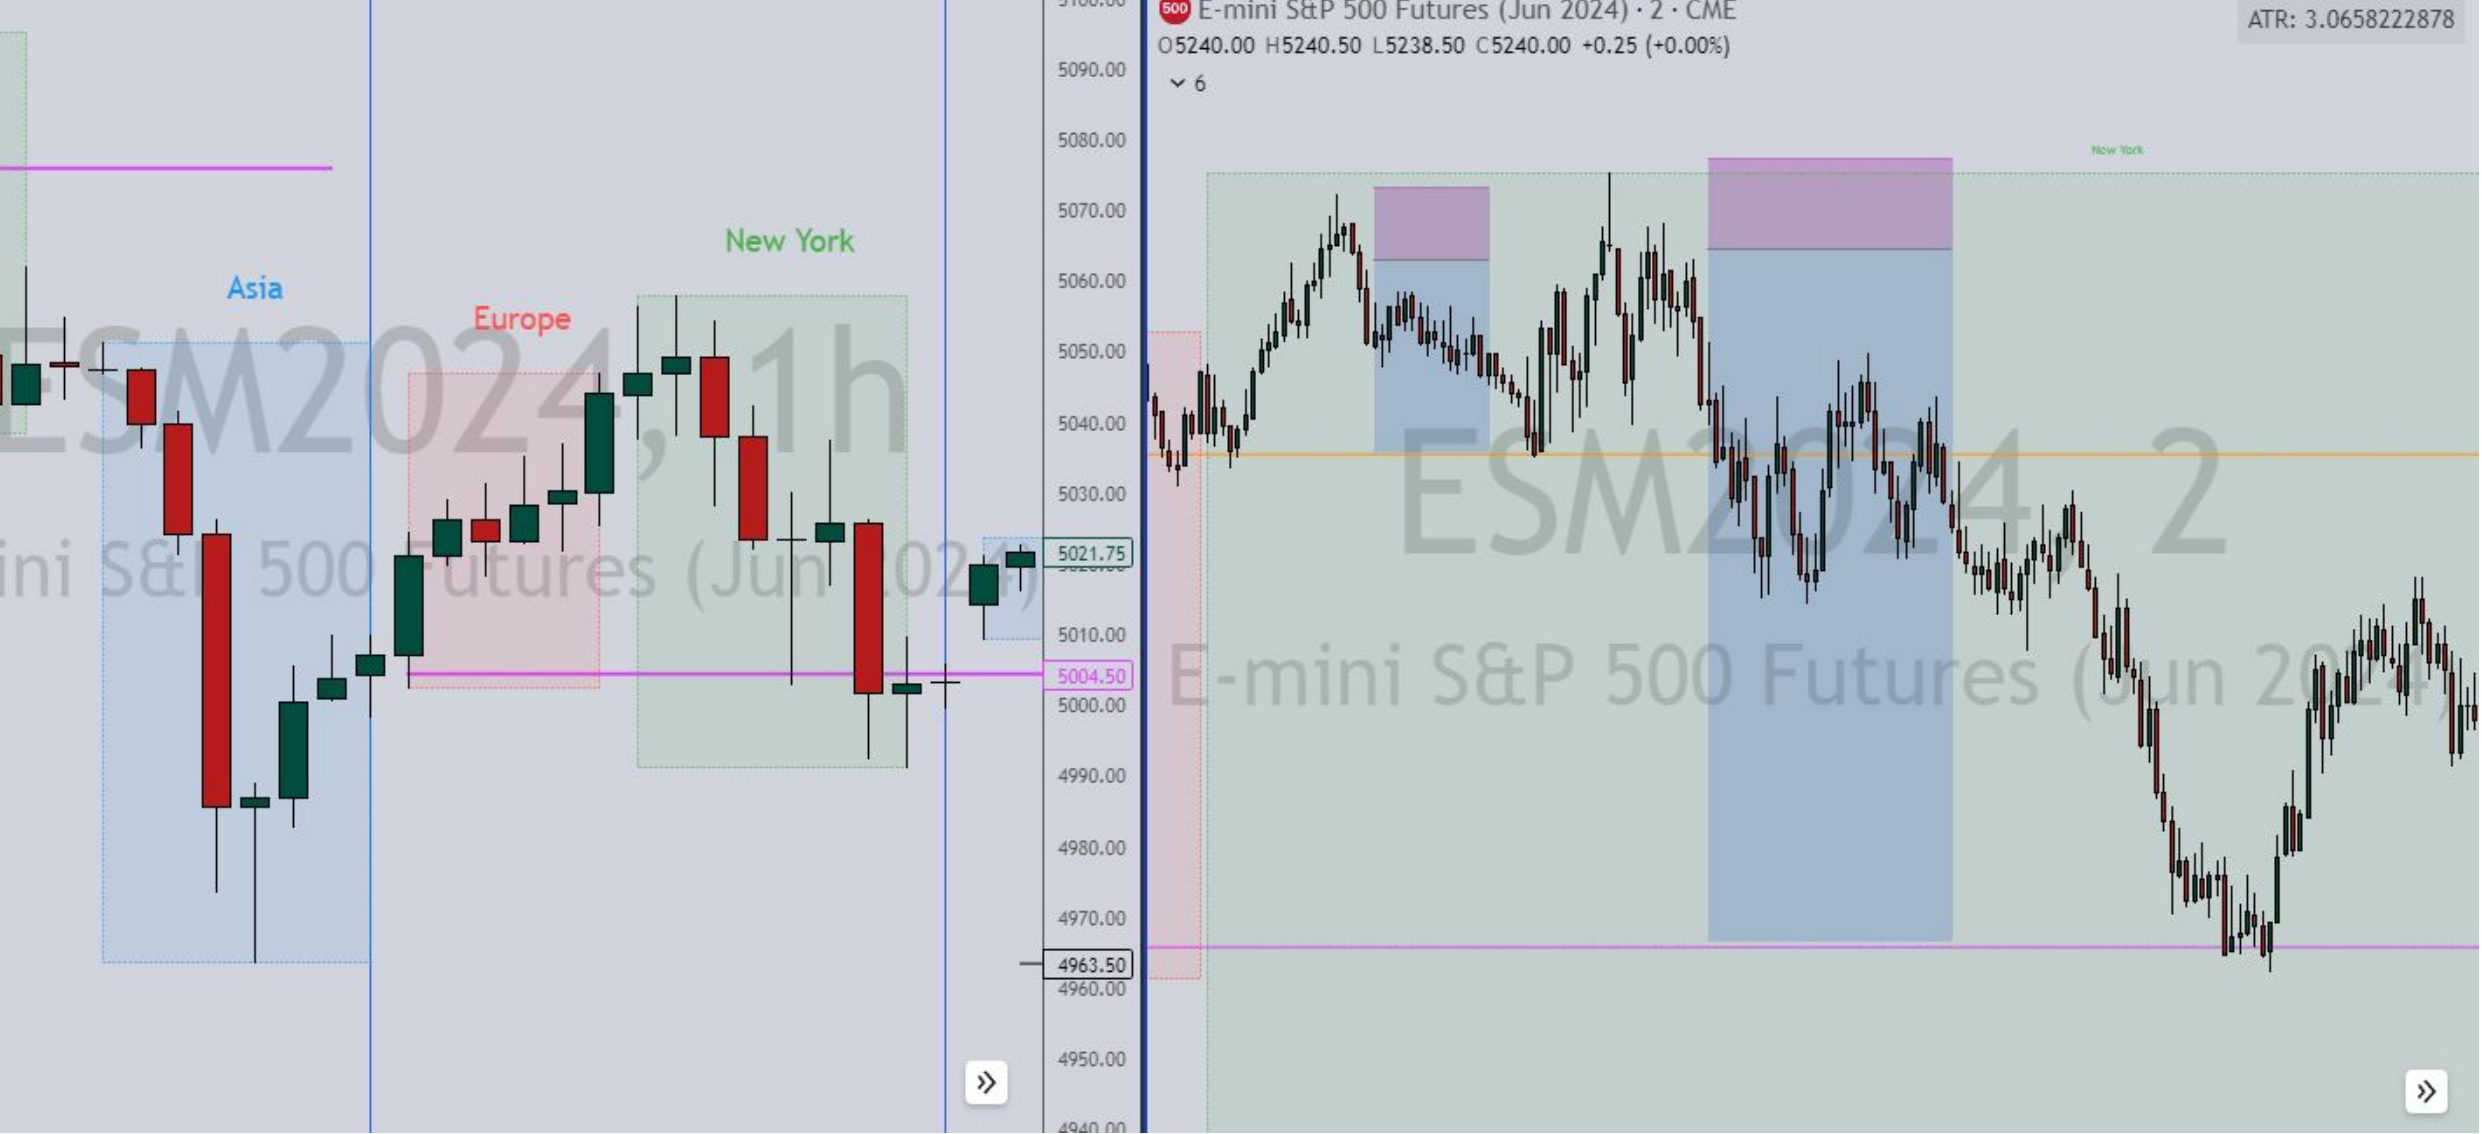 5100.00
5090.00
5080.00
5070.00
5060.00
5050.00
5040.00
5030.00
5021.75
5010.00
5004.50
5000.00
4990.00
4980.00
4970.00
4963.50
4960.00
4950.00
4940.00
Asia
Europe
New York
ESM2024, 1h
ini S&P 500 Futures (Jun 2024)
500 E-mini S&P 500 Futures (Jun 2024) · 2 · CME
O5240.00 H5240.50 L5238.50 C5240.00 +0.25 (+0.00%)
6
ATR: 3.0658222878
New York
ESM2024, 2
E-mini S&P 500 Futures (Jun 2024)